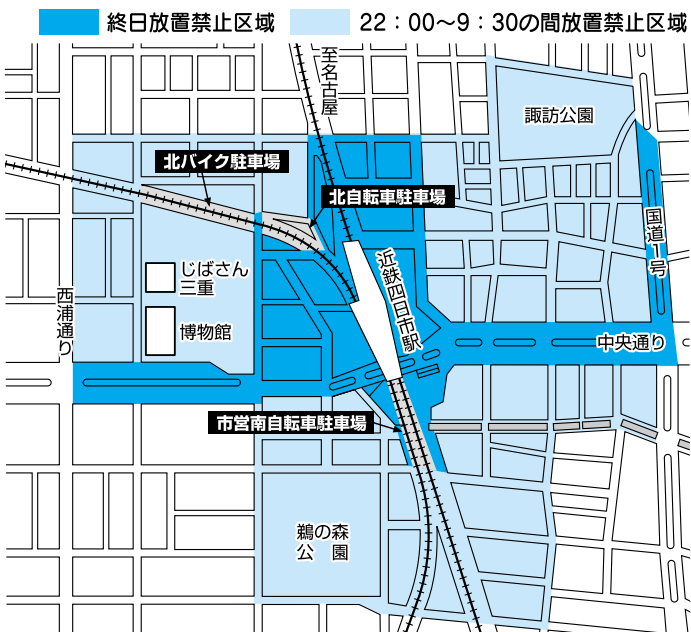 終日放置禁止区域
22：00～9：30の間放置禁止区域
至名古屋
諏訪公園
北バイク駐車場
北自転車駐車場
国道1号
近鉄四日市駅
じばさん
三重
西浦通り
博物館
中央通り
市営南自転車駐車場
鵜の森
公　園